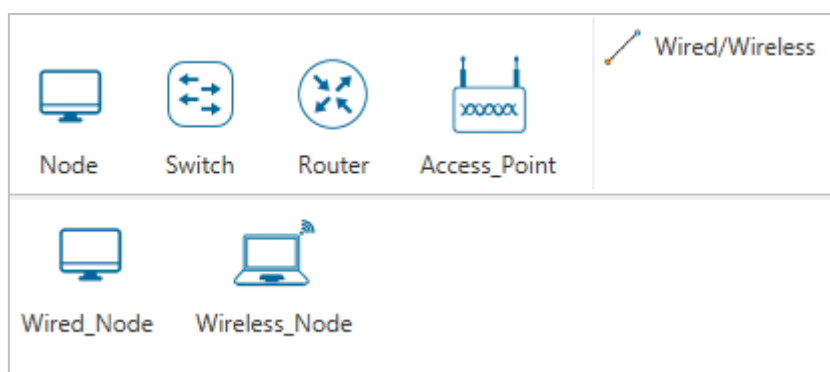 Wired/Wireless
Node
Switch
Router
Access_Point
Wired_Node
Wireless_Node